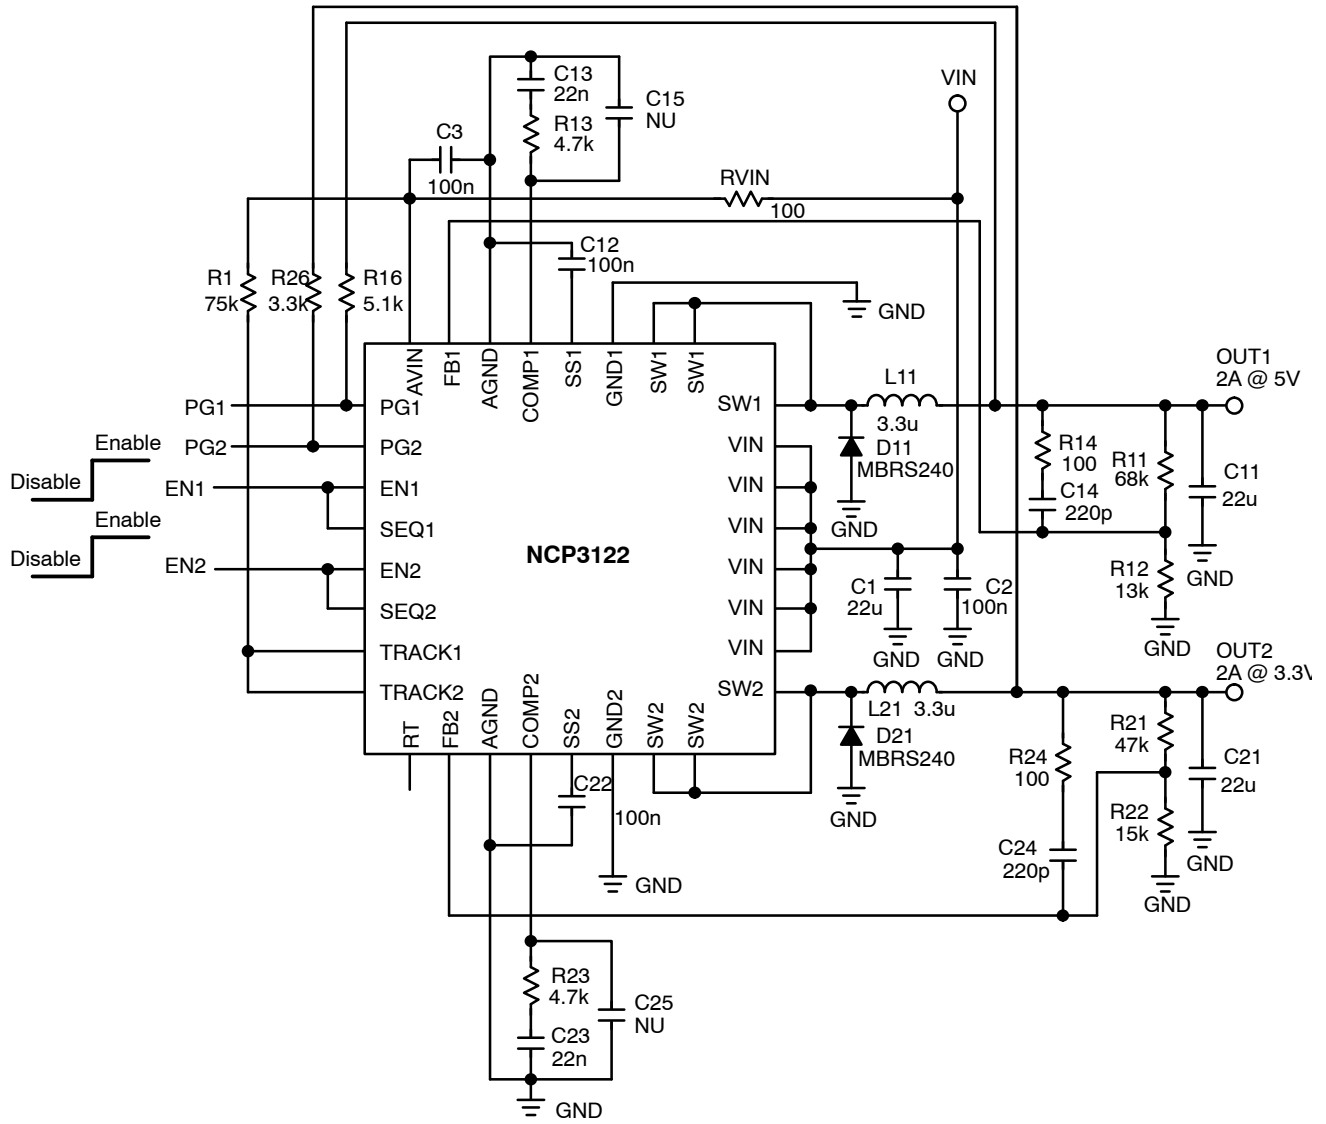 C13
22n
R13
4.7k
C15
NU
VIN
C3
100n
RVIN
100
C12
100n
R1
75k
R26
3.3k
R16
5.1k
GND
AVIN
FB1
AGND
COMP1
SS1
GND1
SW1
SW1
PG1
PG2
Enable
Disable
EN1
Enable
Disable
EN2
PG1
PG2
EN1
SEQ1
EN2
SEQ2
TRACK1
TRACK2
NCP3122
SW1
VIN
VIN
VIN
VIN
VIN
VIN
SW2
RT
FB2
AGND
COMP2
SS2
GND2
SW2
SW2
L11
3.3u
D11
MBRS240
GND
OUT1
2A @ 5V
R14
100
C14
220p
R11
68k
C11
22u
GND
R12
13k
GND
C1
22u
GND
C2
100n
GND
OUT2
2A @ 3.3V
L21 3.3u
D21
MBRS240
GND
R21
47k
R24
100
C21
22u
R22
15k
GND
C24
220p
GND
C22
100n
GND
R23
4.7k
C25
NU
C23
22n
GND